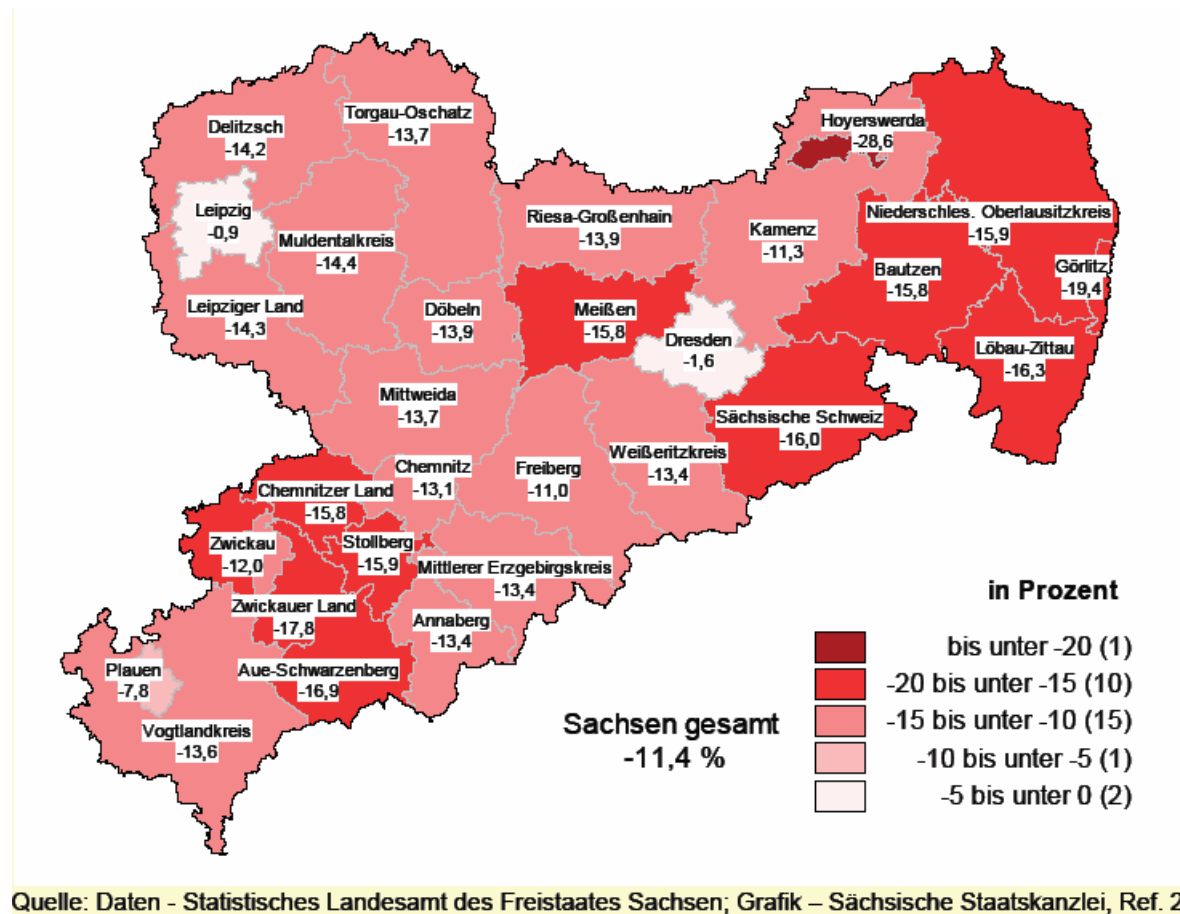 Torgau-Oschatz
-13,7
Delitzsch
-14,2
Hoyerswerda
-28,6
Leipzig
-0,9
Muldentalkreis
-14,4
Riesa-Großenhain
-13,9
Kamenz
-11,3
Niederschles. Oberlausitzkreis
-15,9
Bautzen
-15,8
Görlitz
-19,4
Leipziger Land
-14,3
Döbeln
-13,9
Meißen
-15,8
Dresden
-1,6
Löbau-Zittau
-16,3
Mittweida
-13,7
Sächsische Schweiz
-16,0
Chemnitz
-13,1
Freiberg
-11,0
Weißeritzkreis
-13,4
Chemnitzer Land
-15,8
Zwickau
-12,0
Stollberg
-15,9
Mittlerer Erzgebirgskreis
-13,4
Zwickauer Land
-17,8
Annaberg
-13,4
Plauen
-7,8
Aue-Schwarzenberg
-16,9
Vogtlandkreis
-13,6
Sachsen gesamt
-11,4 %
in Prozent
bis unter -20 (1)
-20 bis unter -15 (10)
-15 bis unter -10 (15)
-10 bis unter -5 (1)
-5 bis unter 0 (2)
Quelle: Daten - Statistisches Landesamt des Freistaates Sachsen; Grafik – Sächsische Staatskanzlei, Ref. 2